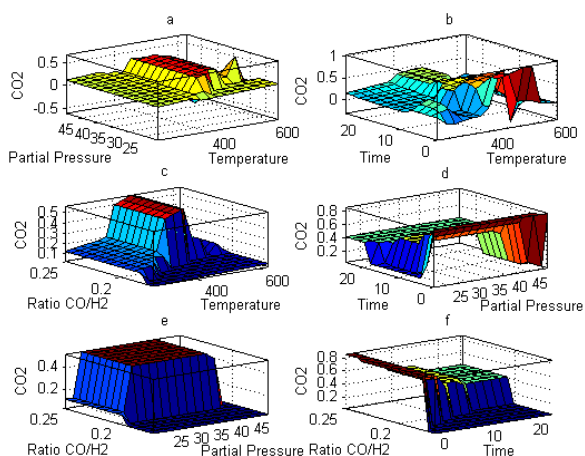 a
0.5
0
-0.5
CO2
45 40 35 30 25
Partial Pressure
400
600
Temperature
b
1
0.5
0
CO2
20
10
0
Time
400
600
Temperature
c
0.5
0.4
0.3
0.2
0.1
CO2
0.25
0.2
Ratio CO/H2
400
600
Temperature
d
0.8
0.6
0.4
0.2
CO2
20
10
0
Time
25 30 35 40 45
Partial Pressure
e
0.4
0.2
CO2
0.25
0.2
Ratio CO/H2
25 30 35 40 45
Partial Pressure
f
0.8
0.6
0.4
0.2
CO2
0.25
0.2
Ratio CO/H2
0
10
20
Time